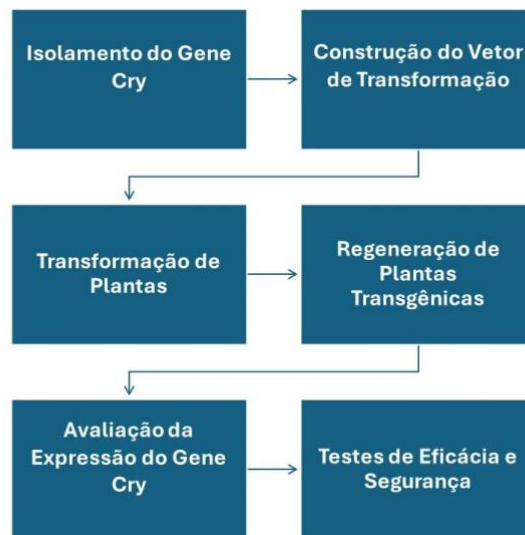 Isolamento do Gene
Cry
Construção do Vetor
de Transformação
Transformação de
Plantas
Regeneração de
Plantas
Transgênicas
Avaliação da
Expressão do Gene
Cry
Testes de Eficácia e
Segurança